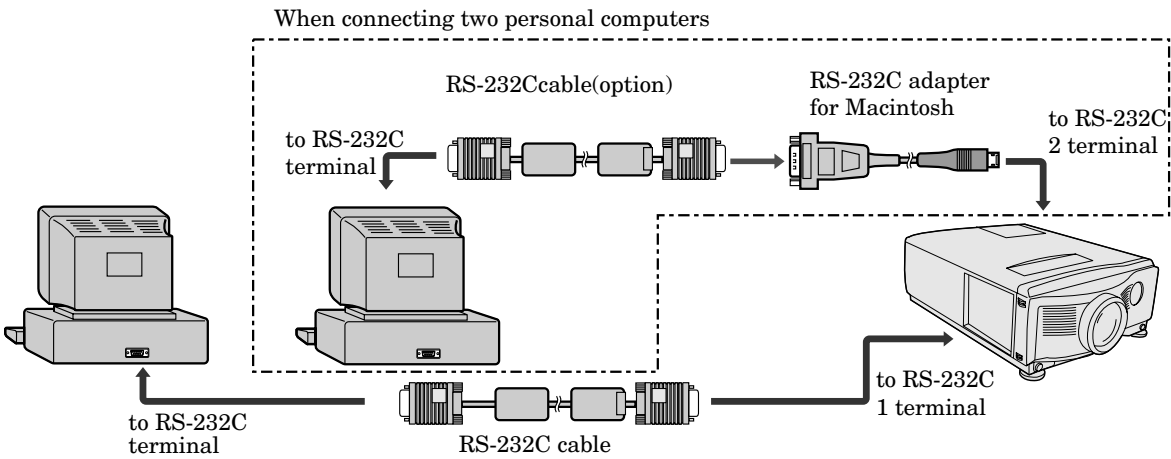 When connecting two personal computers
RS-232Ccable(option)
RS-232C adapter
for Macintosh
to RS-232C
terminal
to RS-232C
2 terminal
to RS-232C
1 terminal
to RS-232C
terminal
RS-232C cable